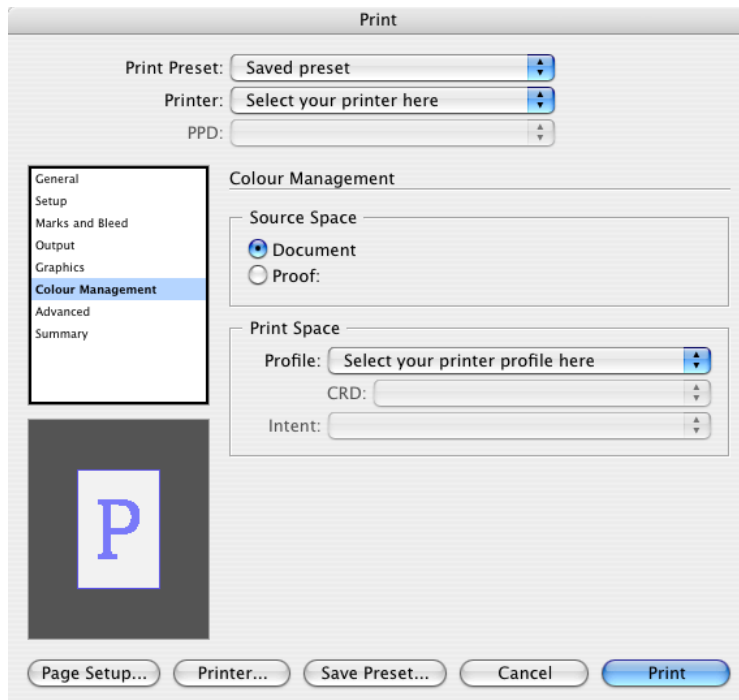 Print
Print Preset: Saved preset
Printer: Select your printer here
PPD:
General
Setup
Marks and Bleed
Output
Graphics
Colour Management
Advanced
Summary
Colour Management
Source Space
Document
Proof:
Print Space
Profile: Select your printer profile here
CRD:
Intent:
P
Page Setup... Printer... Save Preset... Cancel Print